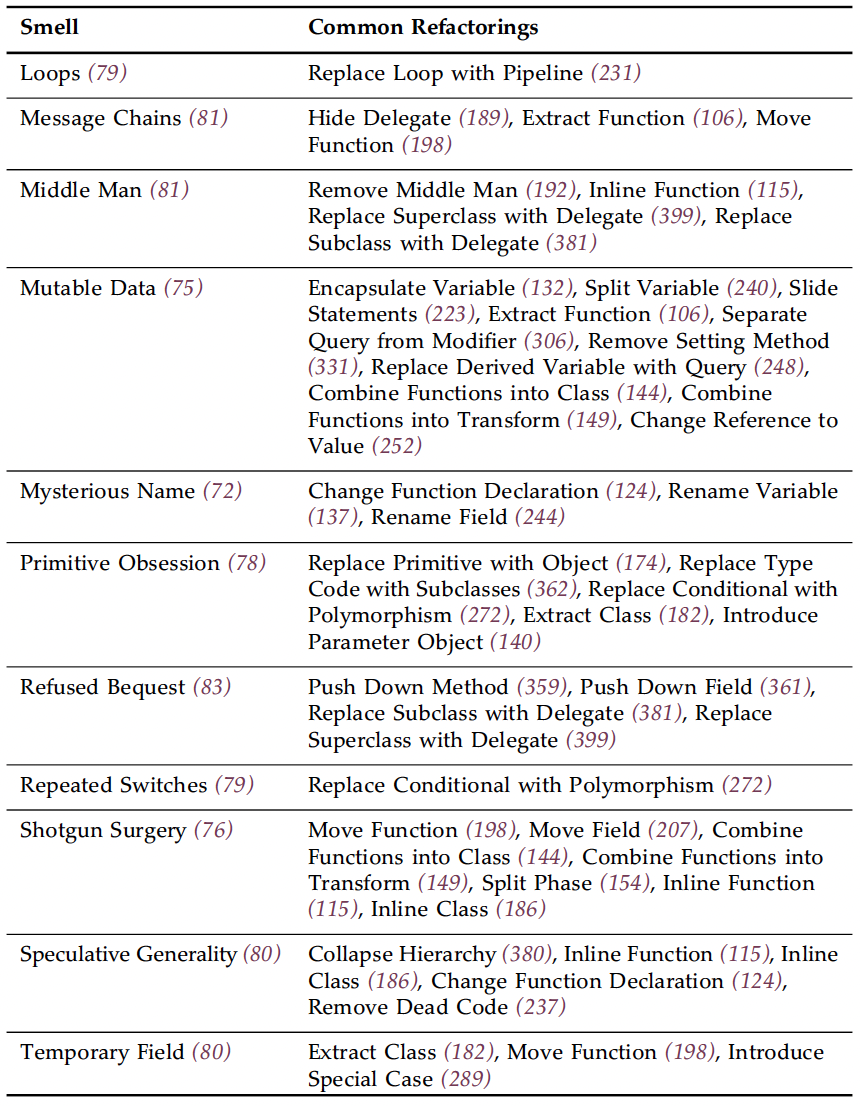 Smell Common Refactorings
Loops (79) Replace Loop with Pipeline (231)
Message Chains (81) Hide Delegate (189), Extract Function (106), Move
Function (198)
Middle Man (81) Remove Middle Man (192), Inline Function (115),
Replace Superclass with Delegate (399), Replace
Subclass with Delegate (381)
Mutable Data (75) Encapsulate Variable (132), Split Variable (240), Slide
Statements (223), Extract Function (106), Separate
Query from Modifier (306), Remove Setting Method
(331), Replace Derived Variable with Query (248),
Combine Functions into Class (144), Combine
Functions into Transform (149), Change Reference to
Value (252)
Mysterious Name (72) Change Function Declaration (124), Rename Variable
(137), Rename Field (244)
Primitive Obsession (78) Replace Primitive with Object (174), Replace Type
Code with Subclasses (362), Replace Conditional with
Polymorphism (272), Extract Class (182), Introduce
Parameter Object (140)
Refused Bequest (83) Push Down Method (359), Push Down Field (361),
Replace Subclass with Delegate (381), Replace
Superclass with Delegate (399)
Repeated Switches (79) Replace Conditional with Polymorphism (272)
Shotgun Surgery (76) Move Function (198), Move Field (207), Combine
Functions into Class (144), Combine Functions into
Transform (149), Split Phase (154), Inline Function
(115), Inline Class (186)
Speculative Generality (80) Collapse Hierarchy (380), Inline Function (115), Inline
Class (186), Change Function Declaration (124),
Remove Dead Code (237)
Temporary Field (80) Extract Class (182), Move Function (198), Introduce
Special Case (289)